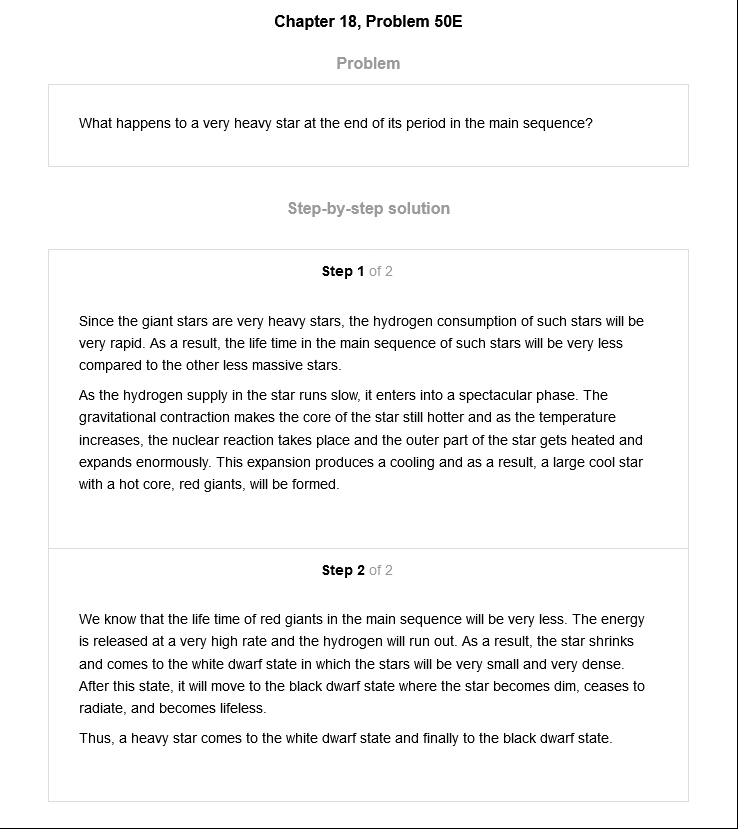 Chapter 18, Problem 50E
Problem
What happens to a very heavy star at the end of its period in the main sequence?
Step-by-step solution
Step 1 of 2
Since the giant stars are very heavy stars, the hydrogen consumption of such stars will be
very rapid. As a result, the life time in the main sequence of such stars will be very less
compared to the other less massive stars.
As the hydrogen supply in the star runs slow, it enters into a spectacular phase. The
gravitational contraction makes the core of the star still hotter and as the temperature
increases, the nuclear reaction takes place and the outer part of the star gets heated and
expands enormously. This expansion produces a cooling and as a result, a large cool star
with a hot core, red giants, will be formed.
Step 2 of 2
We know that the life time of red giants in the main sequence will be very less. The energy
is released at a very high rate and the hydrogen will run out. As a result, the star shrinks
and comes to the white dwarf state in which the stars will be very small and very dense.
After this state, it will move to the black dwarf state where the star becomes dim, ceases to
radiate, and becomes lifeless.
Thus, a heavy star comes to the white dwarf state and finally to the black dwarf state.